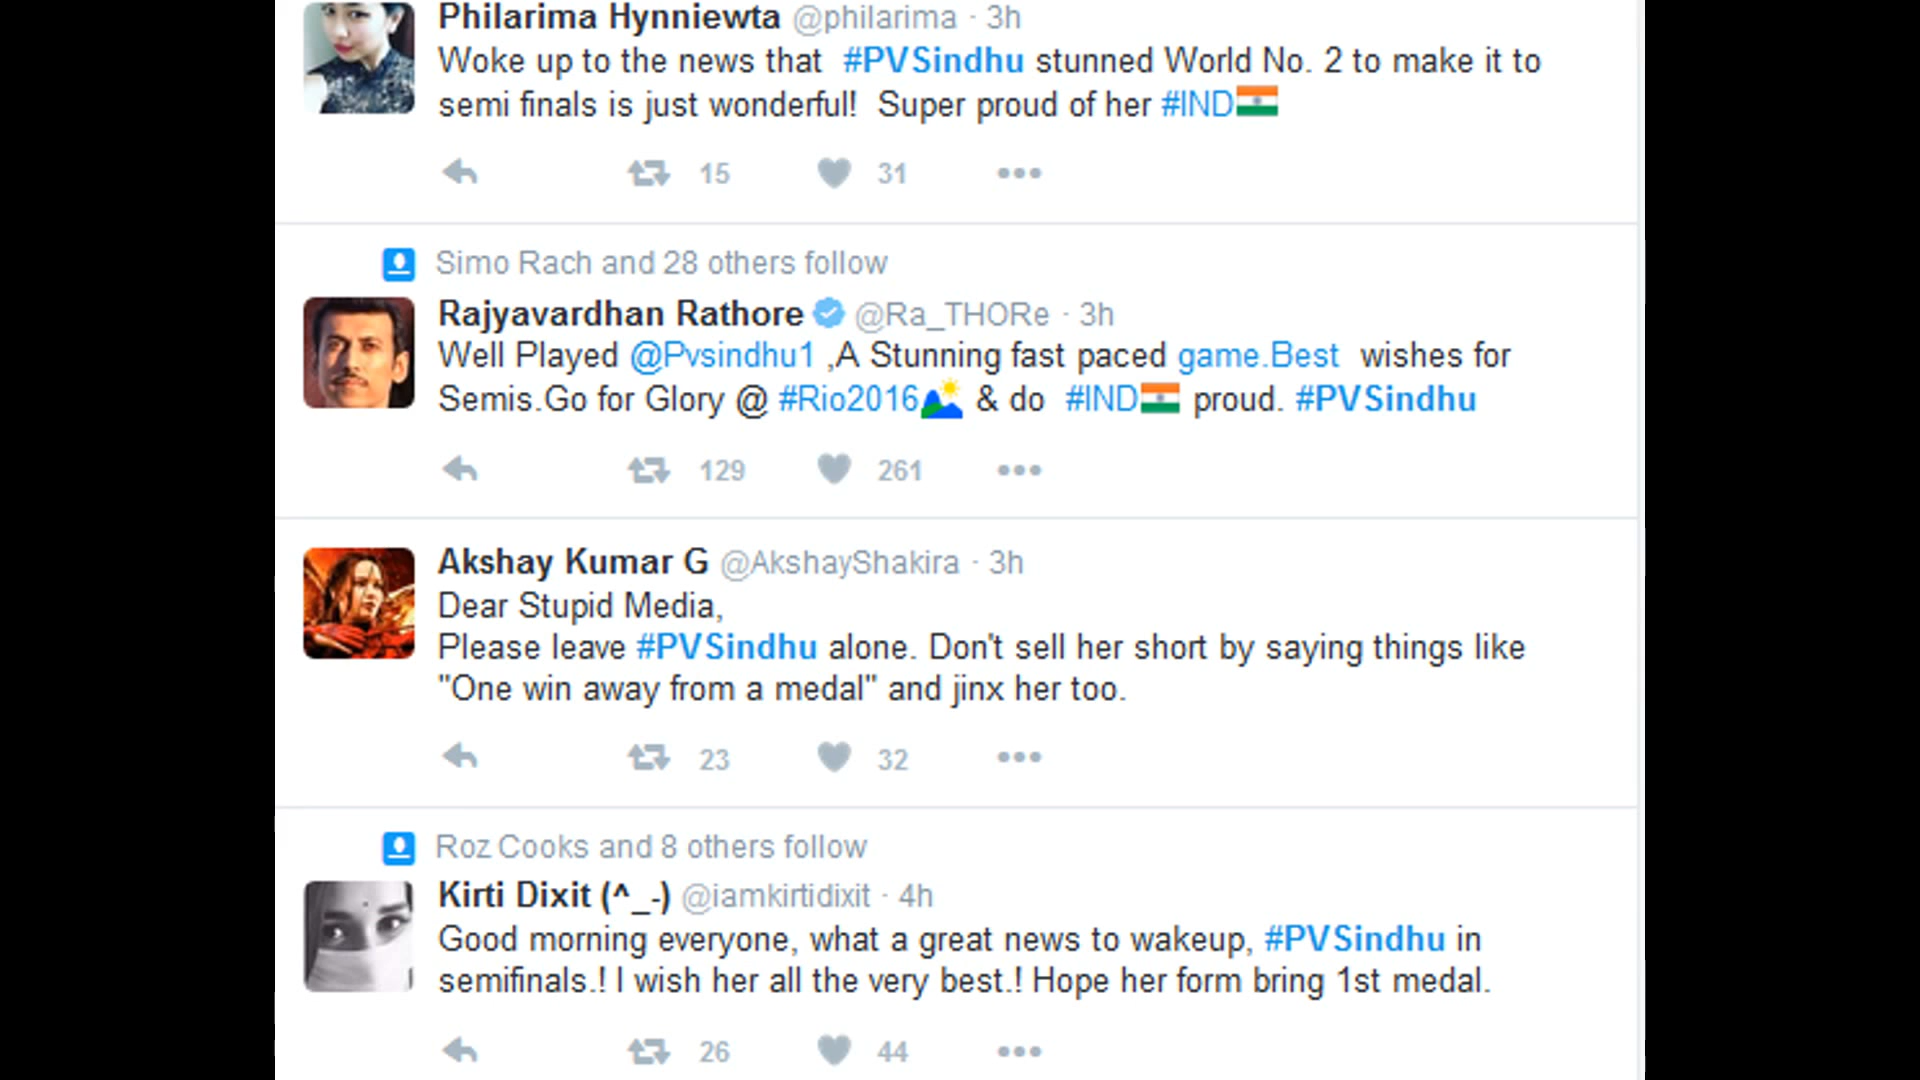 Philarima Hynniewta @philarima · 3h
Woke up to the news that #PVSindhu stunned World No. 2 to make it to
semi finals is just wonderful! Super proud of her #IND
15 31
Simo Rach and 28 others follow
Rajyavardhan Rathore @Ra_THORe · 3h
Well Played @Pvsindhu1 ,A Stunning fast paced game.Best wishes for
Semis.Go for Glory @ #Rio2016 & do #IND proud. #PVSindhu
129 261
Akshay Kumar G @AkshayShakira · 3h
Dear Stupid Media,
Please leave #PVSindhu alone. Don't sell her short by saying things like
"One win away from a medal" and jinx her too.
23 32
Roz Cooks and 8 others follow
Kirti Dixit (^_-) @iamkirtidixit · 4h
Good morning everyone, what a great news to wakeup, #PVSindhu in
semifinals.! I wish her all the very best.! Hope her form bring 1st medal.
26 44